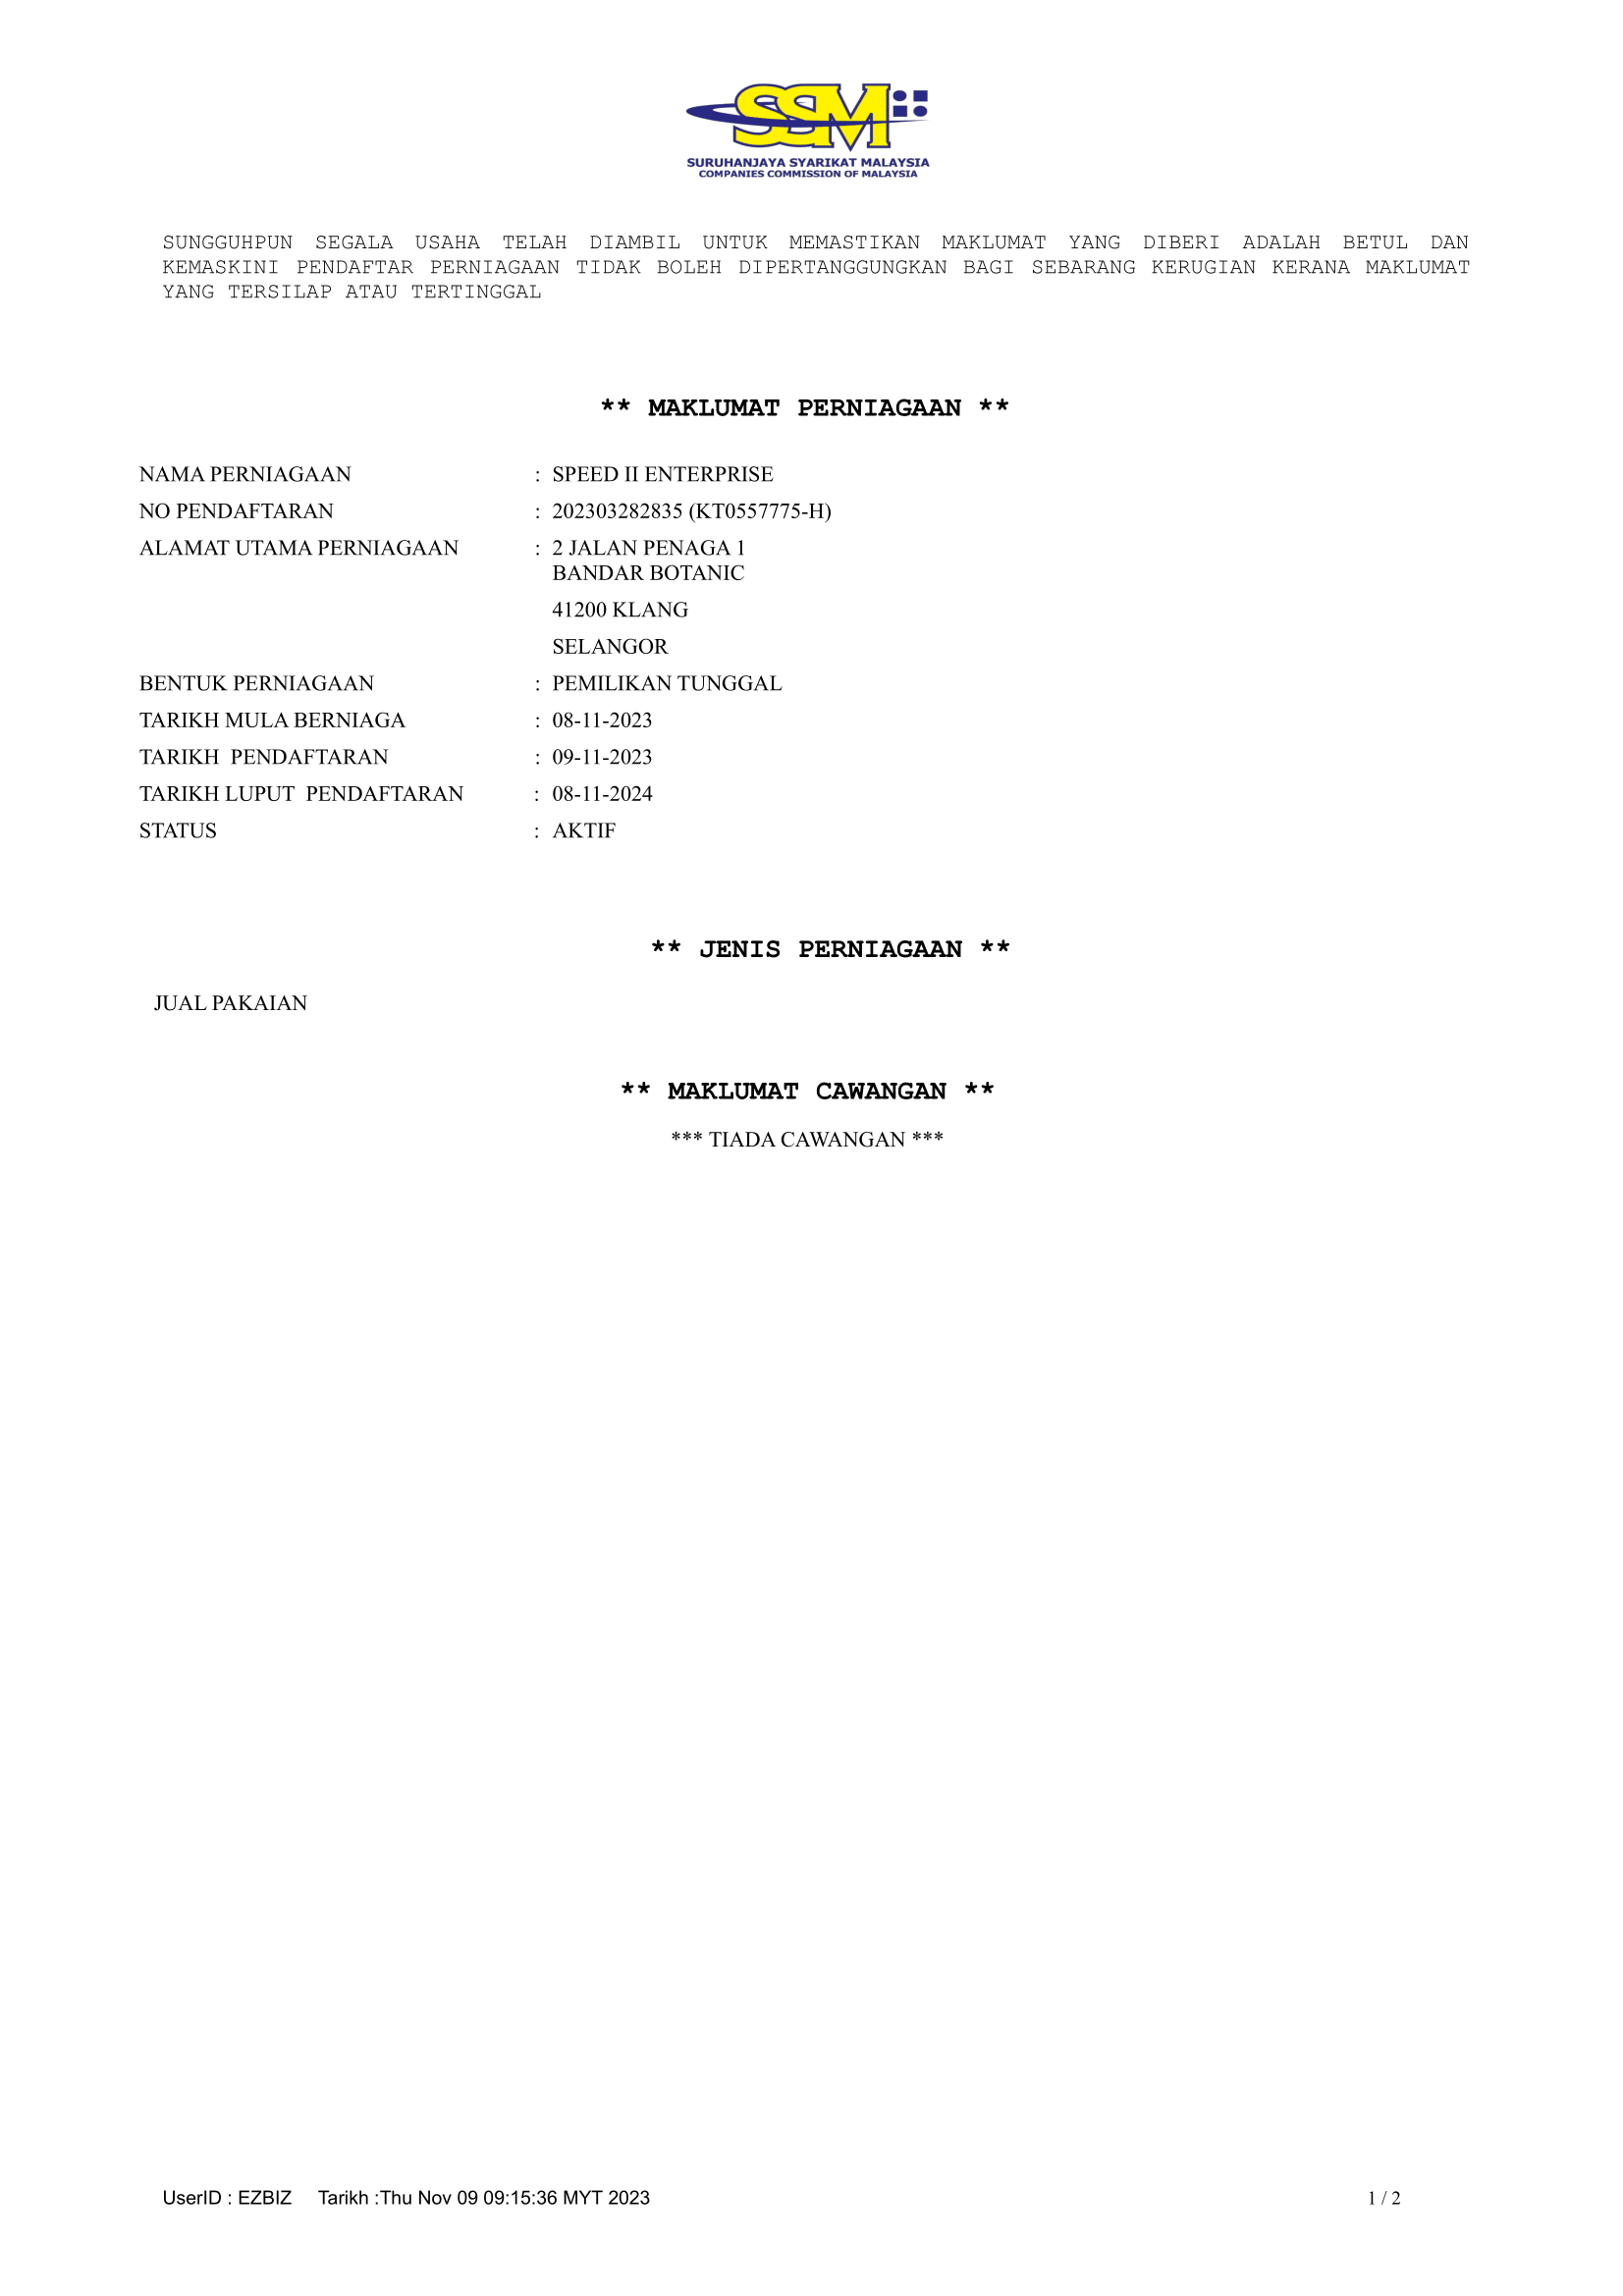 SSM
SURUHANJAYA SYARIKAT MALAYSIA
COMPANIES COMMISSION OF MALAYSIA
SUNGGUHPUN SEGALA USAHA TELAH DIAMBIL UNTUK MEMASTIKAN MAKLUMAT YANG DIBERI ADALAH BETUL DAN
KEMASKINI PENDAFTAR PERNIAGAAN TIDAK BOLEH DIPERTANGGUNGKAN BAGI SEBARANG KERUGIAN KERANA MAKLUMAT
YANG TERSILAP ATAU TERTINGGAL
** MAKLUMAT PERNIAGAAN **
NAMA PERNIAGAAN : SPEED II ENTERPRISE
NO PENDAFTARAN : 202303282835 (KT0557775-H)
ALAMAT UTAMA PERNIAGAAN : 2 JALAN PENAGA 1
BANDAR BOTANIC
41200 KLANG
SELANGOR
BENTUK PERNIAGAAN : PEMILIKAN TUNGGAL
TARIKH MULA BERNIAGA : 08-11-2023
TARIKH PENDAFTARAN : 09-11-2023
TARIKH LUPUT PENDAFTARAN : 08-11-2024
STATUS : AKTIF
** JENIS PERNIAGAAN **
JUAL PAKAIAN
** MAKLUMAT CAWANGAN **
*** TIADA CAWANGAN ***
UserID : EZBIZ Tarikh :Thu Nov 09 09:15:36 MYT 2023 1 / 2